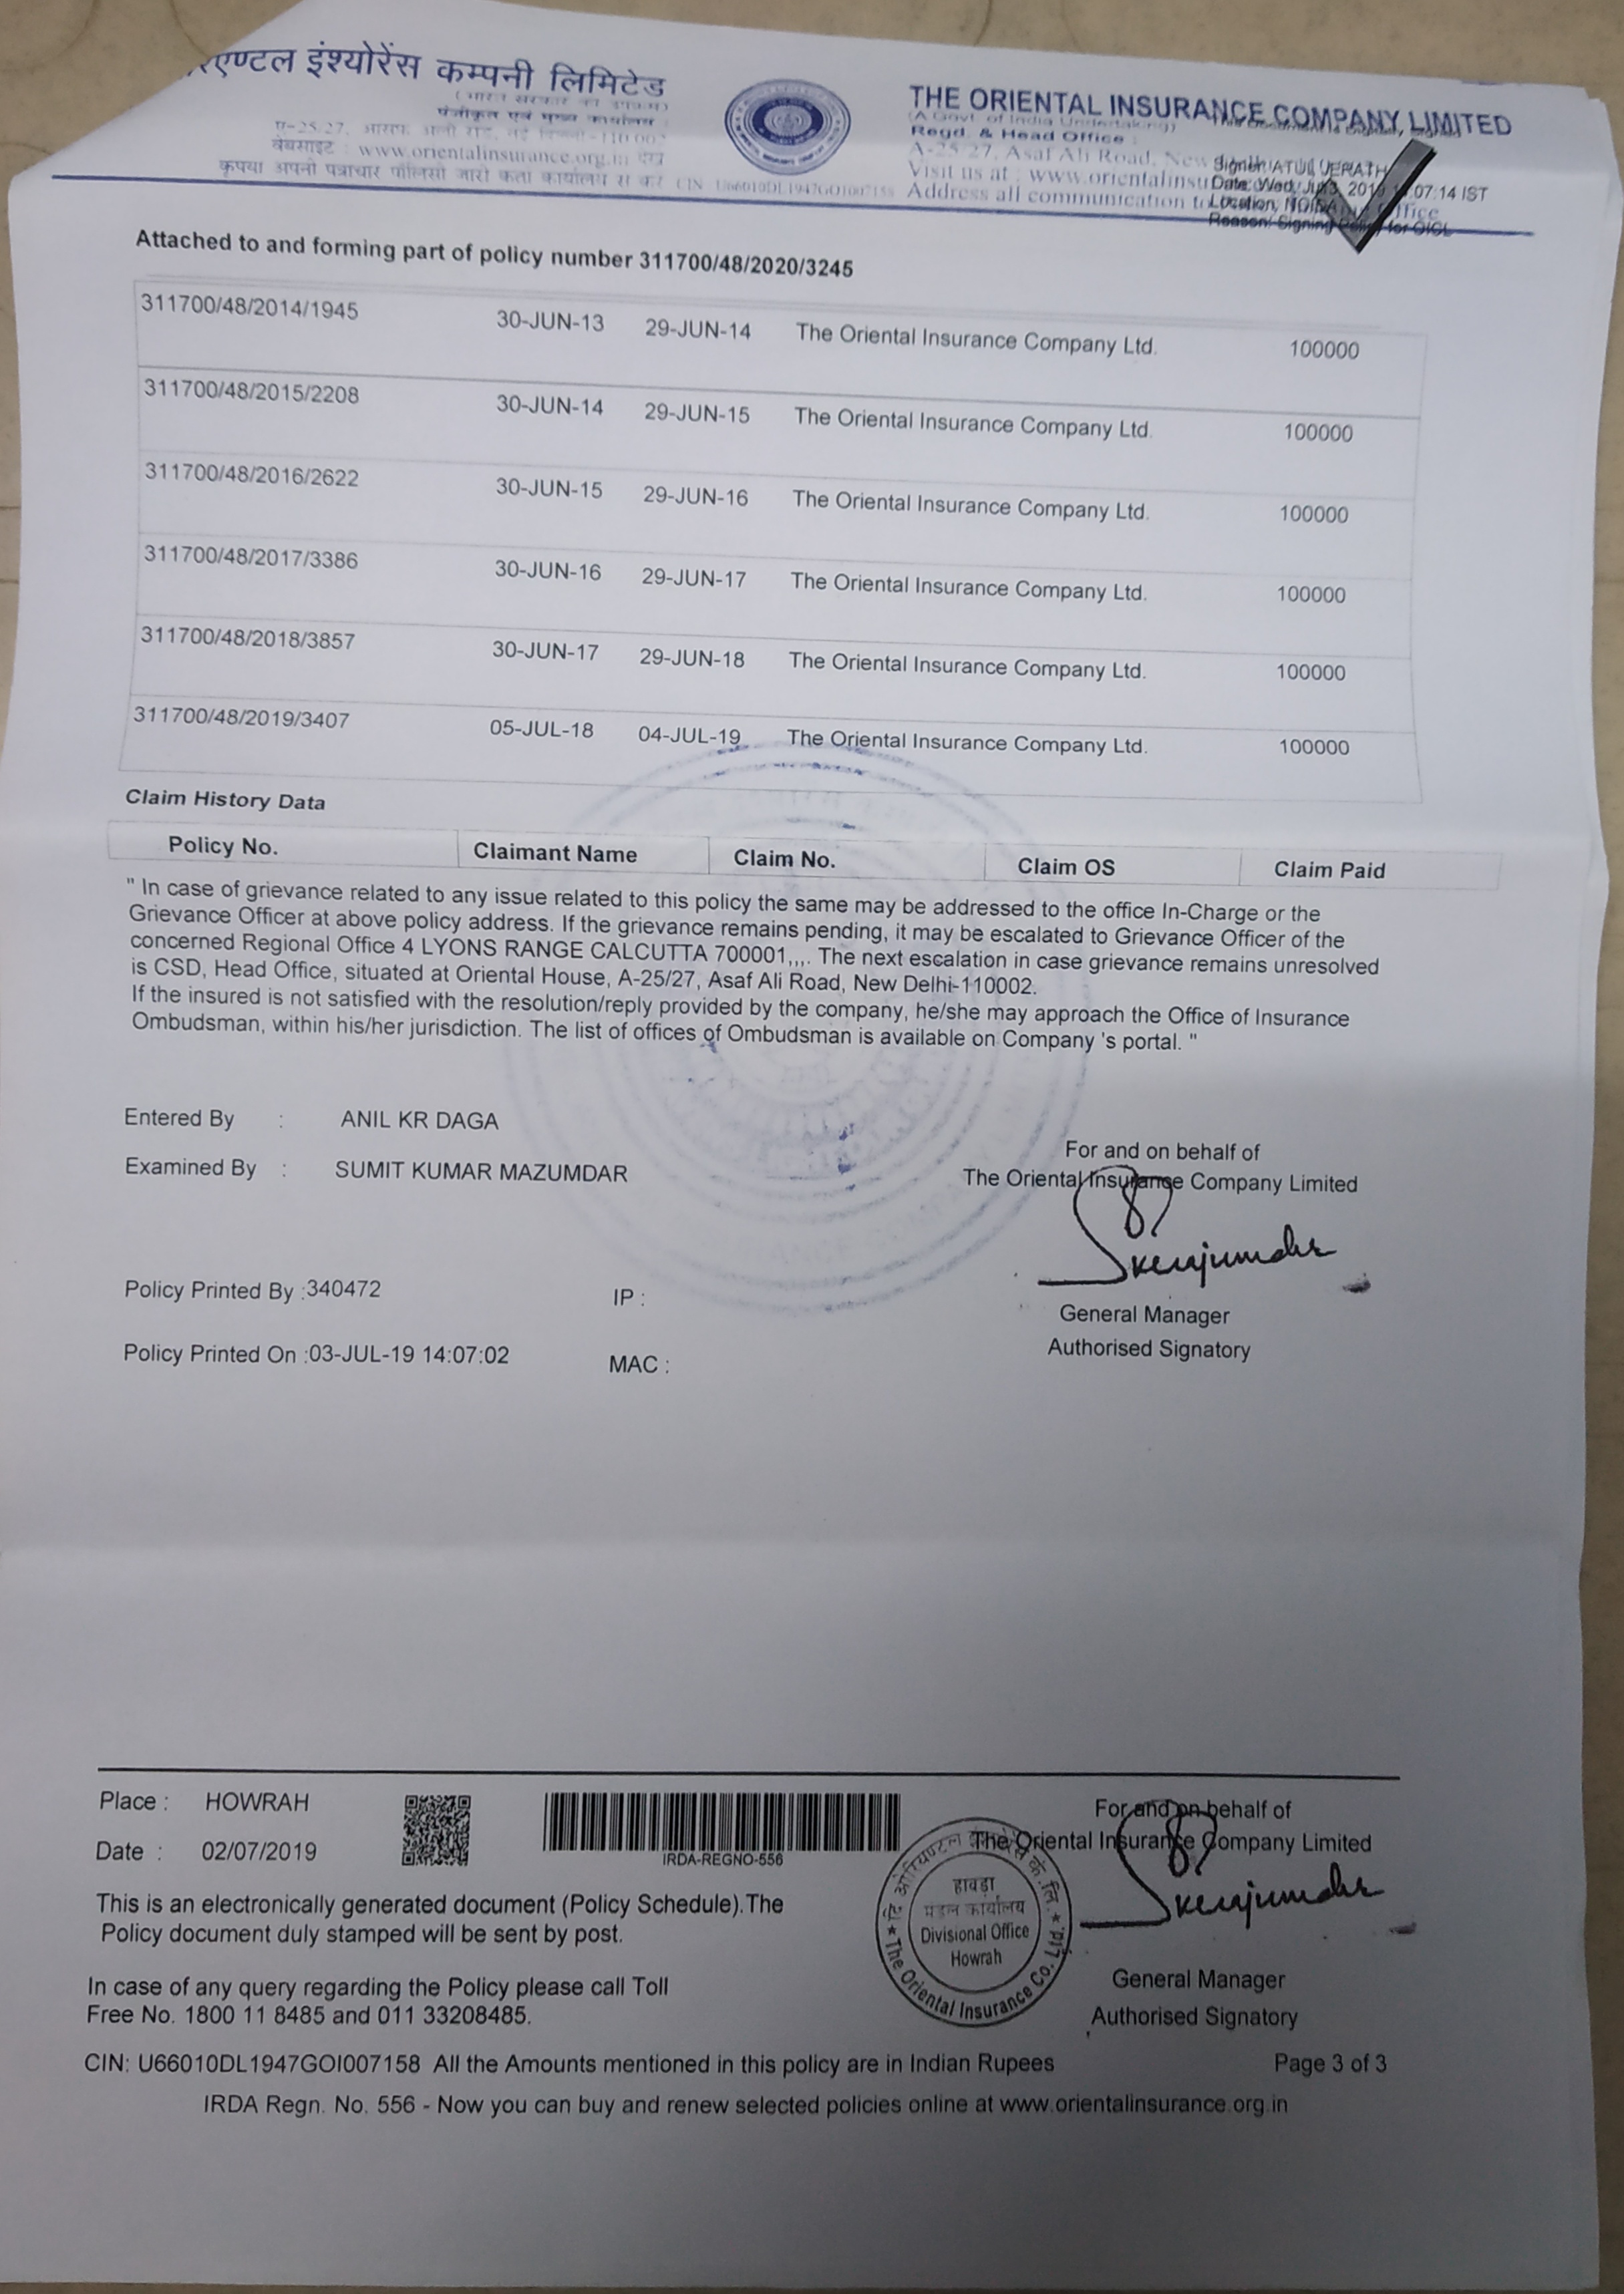 एण्टल इंश्योरेंस कम्पनी लिमिटेड
(भारत सरकार का उपक्रम)
पंजीकृत एवं मुख्य कार्यालय :
ए-25/27, आसफ अली रोड, नई दिल्ली-110 002
वेबसाइट : www.orientalinsurance.org.in
कृपया अपनी पत्राचार पॉलिसी जारी कर्ता कार्यालय से करें CIN
THE ORIENTAL INSURANCE COMPANY LIMITED
(A Govt. of India Undertaking)
Regd. & Head Office :
A-25/27, Asaf Ali Road, New
Visit us at : www.orientalinsu
Address all communication to
Office
ATUL JERATH
Date: Wed, Jul 3, 2019 14:07:14 IST
Location, NOIDA
Reason: Signing Policy for OICL
Attached to and forming part of policy number 311700/48/2020/3245
311700/48/2014/1945 30-JUN-13 29-JUN-14 The Oriental Insurance Company Ltd. 100000
311700/48/2015/2208 30-JUN-14 29-JUN-15 The Oriental Insurance Company Ltd. 100000
311700/48/2016/2622 30-JUN-15 29-JUN-16 The Oriental Insurance Company Ltd. 100000
311700/48/2017/3386 30-JUN-16 29-JUN-17 The Oriental Insurance Company Ltd. 100000
311700/48/2018/3857 30-JUN-17 29-JUN-18 The Oriental Insurance Company Ltd. 100000
311700/48/2019/3407 05-JUL-18 04-JUL-19 The Oriental Insurance Company Ltd. 100000
Claim History Data
Policy No. Claimant Name Claim No. Claim OS Claim Paid
" In case of grievance related to any issue related to this policy the same may be addressed to the office In-Charge or the
Grievance Officer at above policy address. If the grievance remains pending, it may be escalated to Grievance Officer of the
concerned Regional Office 4 LYONS RANGE CALCUTTA 700001,,,. The next escalation in case grievance remains unresolved
is CSD, Head Office, situated at Oriental House, A-25/27, Asaf Ali Road, New Delhi-110002.
If the insured is not satisfied with the resolution/reply provided by the company, he/she may approach the Office of Insurance
Ombudsman, within his/her jurisdiction. The list of offices of Ombudsman is available on Company 's portal. "
Entered By : ANIL KR DAGA
Examined By : SUMIT KUMAR MAZUMDAR
For and on behalf of
The Oriental Insurance Company Limited
General Manager
Authorised Signatory
Policy Printed By :340472 IP :
Policy Printed On :03-JUL-19 14:07:02 MAC :
Place : HOWRAH
Date : 02/07/2019
IRDA-REGNO-556
For and on behalf of
The Oriental Insurance Company Limited
दि ओरियण्टल इंश्योरेंस कं. लि.
हावड़ा
मंडल कार्यालय
Divisional Office
Howrah
The Oriental Insurance Co. Ltd.
General Manager
Authorised Signatory
This is an electronically generated document (Policy Schedule).The
Policy document duly stamped will be sent by post.
In case of any query regarding the Policy please call Toll
Free No. 1800 11 8485 and 011 33208485.
CIN: U66010DL1947GOI007158 All the Amounts mentioned in this policy are in Indian Rupees Page 3 of 3
IRDA Regn. No. 556 - Now you can buy and renew selected policies online at www.orientalinsurance.org.in